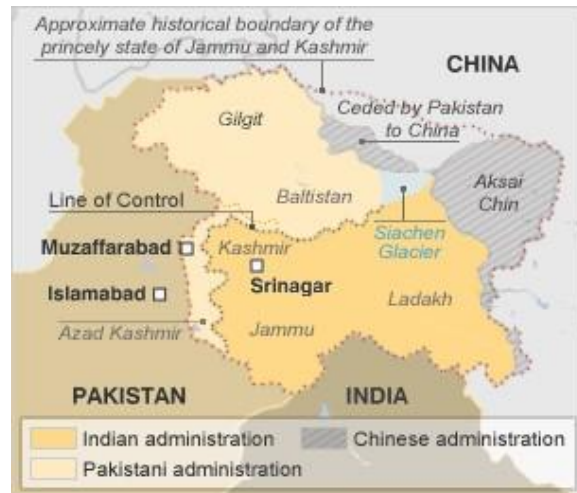 Approximate historical boundary of the
princely state of Jammu and Kashmir
CHINA
Gilgit
Ceded by Pakistan
to China
Aksai
Chin
Baltistan
Line of Control
Siachen
Glacier
Muzaffarabad
Kashmir
Srinagar
Islamabad
Ladakh
Azad Kashmir
Jammu
PAKISTAN
INDIA
Indian administration
Chinese administration
Pakistani administration